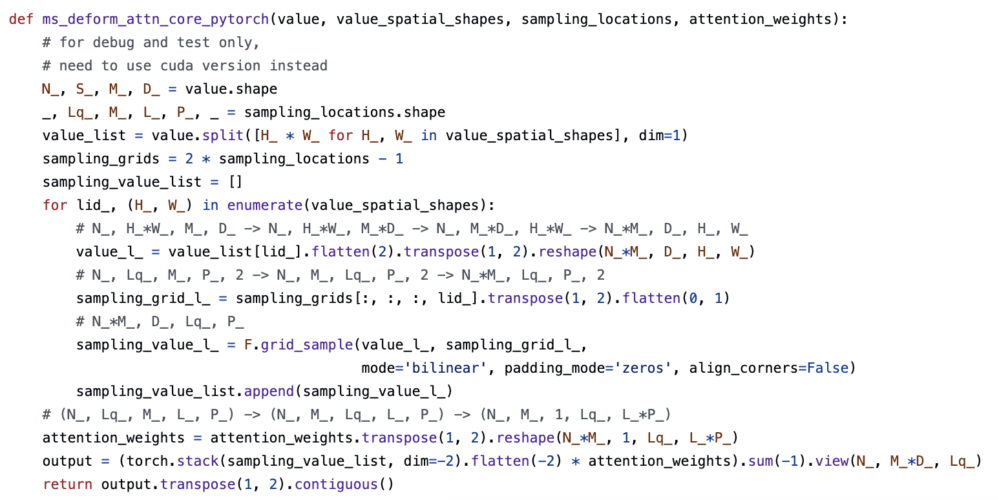 def ms_deform_attn_core_pytorch(value, value_spatial_shapes, sampling_locations, attention_weights):
    # for debug and test only,
    # need to use cuda version instead
    N_, S_, M_, D_ = value.shape
    _, Lq_, M_, L_, P_, _ = sampling_locations.shape
    value_list = value.split([H_ * W_ for H_, W_ in value_spatial_shapes], dim=1)
    sampling_grids = 2 * sampling_locations - 1
    sampling_value_list = []
    for lid_, (H_, W_) in enumerate(value_spatial_shapes):
        # N_, H_*W_, M_, D_ -> N_, H_*W_, M_*D_ -> N_, M_*D_, H_*W_ -> N_*M_, D_, H_, W_
        value_l_ = value_list[lid_].flatten(2).transpose(1, 2).reshape(N_*M_, D_, H_, W_)
        # N_, Lq_, M_, P_, 2 -> N_, M_, Lq_, P_, 2 -> N_*M_, Lq_, P_, 2
        sampling_grid_l_ = sampling_grids[:, :, :, lid_].transpose(1, 2).flatten(0, 1)
        # N_*M_, D_, Lq_, P_
        sampling_value_l_ = F.grid_sample(value_l_, sampling_grid_l_,
                                          mode='bilinear', padding_mode='zeros', align_corners=False)
        sampling_value_list.append(sampling_value_l_)
    # (N_, Lq_, M_, L_, P_) -> (N_, M_, Lq_, L_, P_) -> (N_, M_, 1, Lq_, L_*P_)
    attention_weights = attention_weights.transpose(1, 2).reshape(N_*M_, 1, Lq_, L_*P_)
    output = (torch.stack(sampling_value_list, dim=-2).flatten(-2) * attention_weights).sum(-1).view(N_, M_*D_, Lq_)
    return output.transpose(1, 2).contiguous()